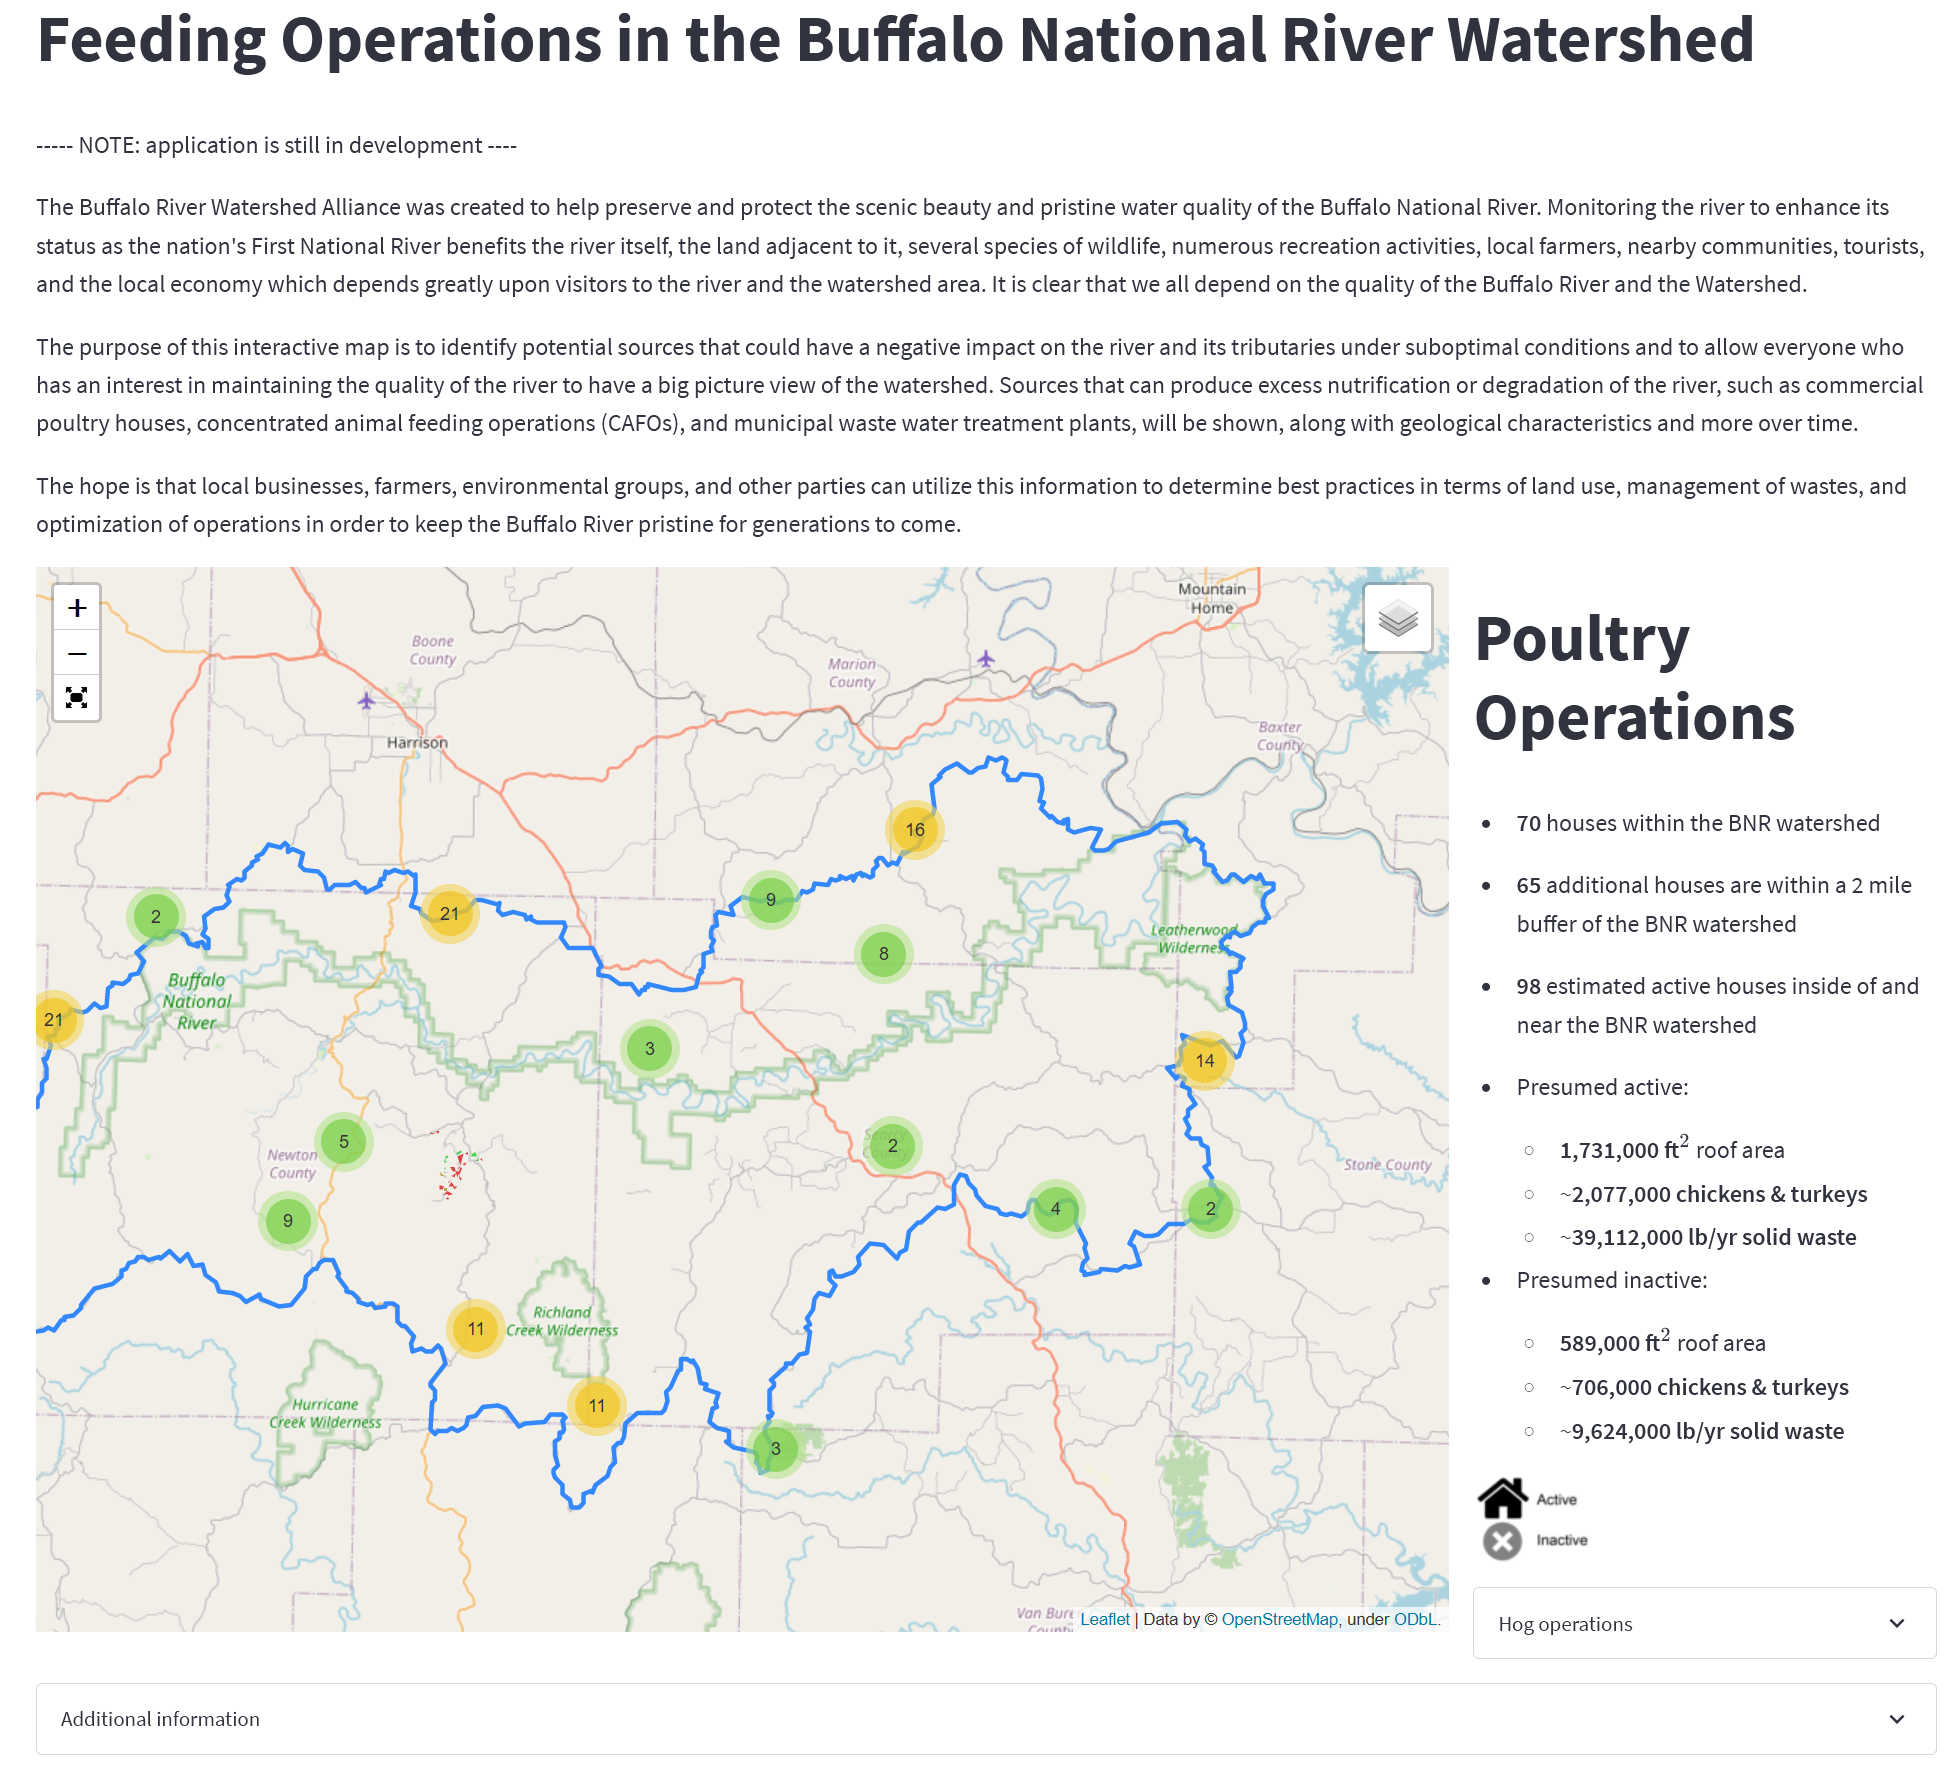 Feeding Operations in the Buffalo National River Watershed
----- NOTE: application is still in development ----
The Buffalo River Watershed Alliance was created to help preserve and protect the scenic beauty and pristine water quality of the Buffalo National River. Monitoring the river to enhance its
status as the nation's First National River benefits the river itself, the land adjacent to it, several species of wildlife, numerous recreation activities, local farmers, nearby communities, tourists,
and the local economy which depends greatly upon visitors to the river and the watershed area. It is clear that we all depend on the quality of the Buffalo River and the Watershed.
The purpose of this interactive map is to identify potential sources that could have a negative impact on the river and its tributaries under suboptimal conditions and to allow everyone who
has an interest in maintaining the quality of the river to have a big picture view of the watershed. Sources that can produce excess nutrification or degradation of the river, such as commercial
poultry houses, concentrated animal feeding operations (CAFOs), and municipal waste water treatment plants, will be shown, along with geological characteristics and more over time.
The hope is that local businesses, farmers, environmental groups, and other parties can utilize this information to determine best practices in terms of land use, management of wastes, and
optimization of operations in order to keep the Buffalo River pristine for generations to come.
+
−
Mountain
Home
Boone
County
Marion
County
Baxter
County
Harrison
16
9
21
2
8
Leatherwood
Wilderness
Buffalo
National
River
21
3
14
5
2
Newton
County
Stone County
9
4
2
Richland
Creek Wilderness
11
11
Hurricane
Creek Wilderness
3
Van Bure
Leaflet | Data by © OpenStreetMap, under ODbL.
Poultry
Operations
• 70 houses within the BNR watershed
• 65 additional houses are within a 2 mile
buffer of the BNR watershed
• 98 estimated active houses inside of and
near the BNR watershed
• Presumed active:
○ 1,731,000 ft² roof area
○ ~2,077,000 chickens & turkeys
○ ~39,112,000 lb/yr solid waste
• Presumed inactive:
○ 589,000 ft² roof area
○ ~706,000 chickens & turkeys
○ ~9,624,000 lb/yr solid waste
Active
Inactive
Hog operations
Additional information